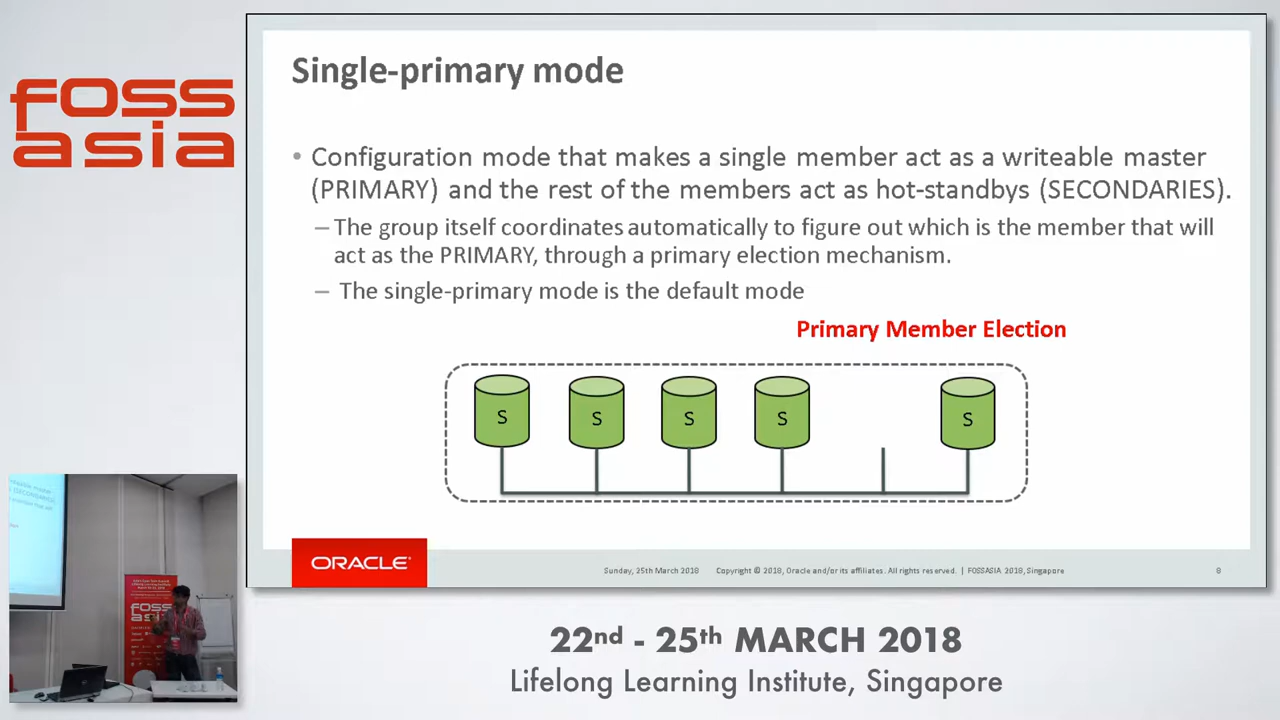 foss
asia
Single-primary mode
• Configuration mode that makes a single member act as a writeable master
(PRIMARY) and the rest of the members act as hot-standbys (SECONDARIES).
– The group itself coordinates automatically to figure out which is the member that will
act as the PRIMARY, through a primary election mechanism.
– The single-primary mode is the default mode
Primary Member Election
S S S S S
ORACLE®
Sunday, 25th March 2018 Copyright © 2018, Oracle and/or its affiliates. All rights reserved. | FOSSASIA 2018, Singapore 8
FOSS
asia
22nd - 25th MARCH 2018
Lifelong Learning Institute, Singapore